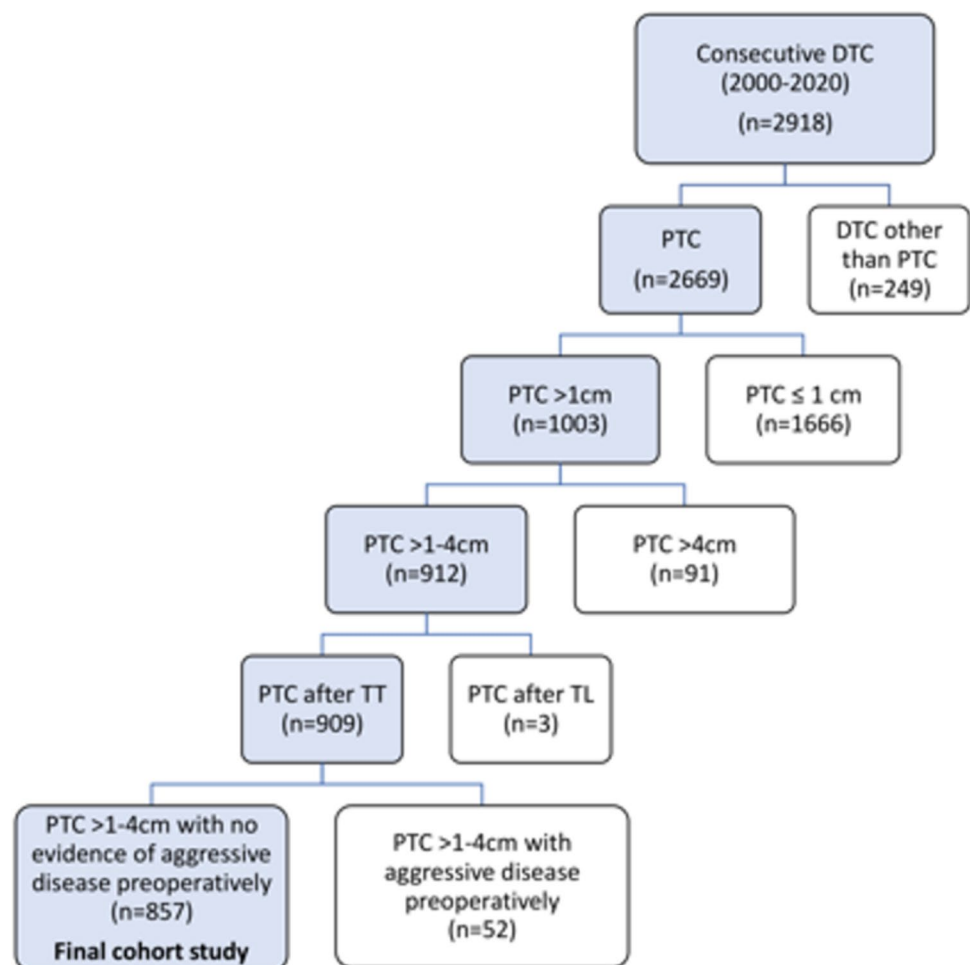 Consecutive DTC
(2000-2020)
(n=2918)
PTC
(n=2669)
DTC other
than PTC
(n=249)
PTC >1cm
(n=1003)
PTC ≤ 1 cm
(n=1666)
PTC >1-4cm
(n=912)
PTC >4cm
(n=91)
PTC after TT
(n=909)
PTC after TL
(n=3)
PTC >1-4cm with no
evidence of aggressive
disease preoperatively
(n=857)
Final cohort study
PTC >1-4cm with
aggressive disease
preoperatively
(n=52)